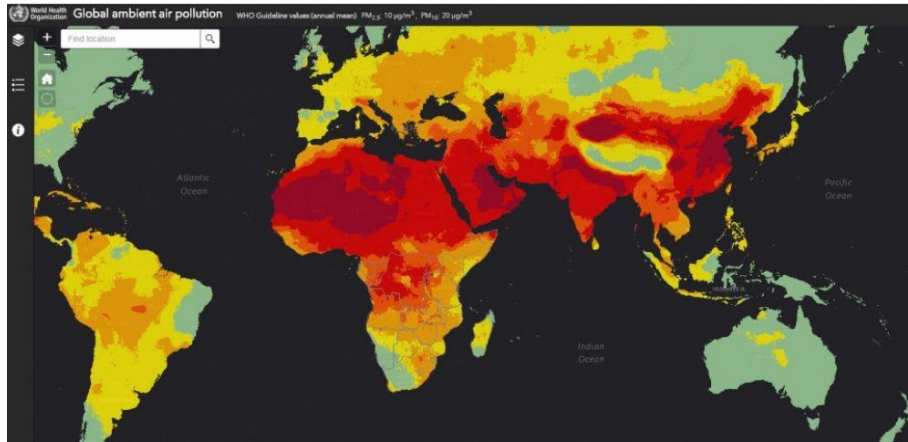 World Health
Organization
Global ambient air pollution
WHO Guideline values (annual mean) PM2.5: 10 µg/m³, PM10: 20 µg/m³
Find location
Atlantic
Ocean
Pacific
Ocean
INDONESIA
Indian
Ocean